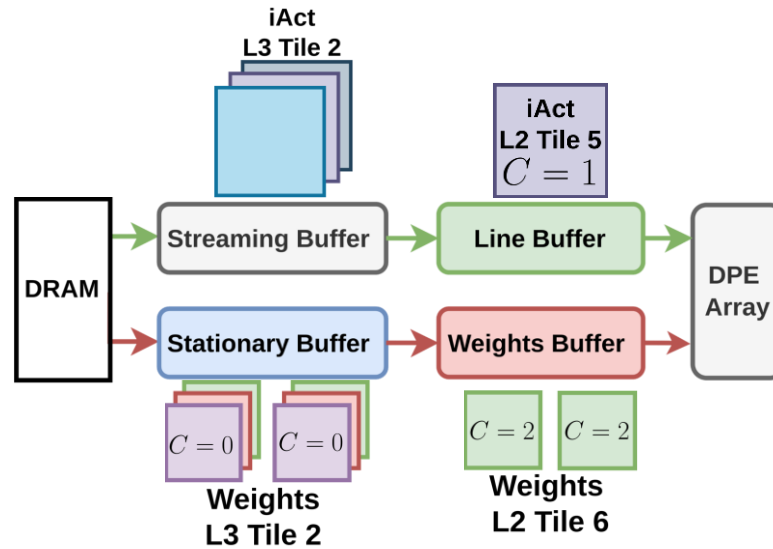 iAct
L3 Tile 2
iAct
L2 Tile 5
C = 1
Streaming Buffer
Line Buffer
DRAM
DPE
Array
Stationary Buffer
Weights Buffer
C = 0
C = 0
C = 2
C = 2
Weights
L3 Tile 2
Weights
L2 Tile 6